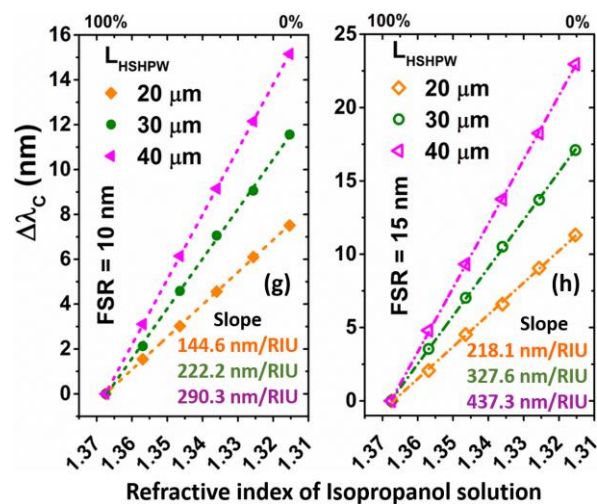 100% 0%
16
14
12
10
8
6
4
2
0
Δλ_C (nm)
FSR = 10 nm
L_HSHPW
20 μm
30 μm
40 μm
(g)
Slope
144.6 nm/RIU
222.2 nm/RIU
290.3 nm/RIU
1.37 1.36 1.35 1.34 1.33 1.32 1.31
100% 0%
25
20
15
10
5
0
FSR = 15 nm
L_HSHPW
20 μm
30 μm
40 μm
(h)
Slope
218.1 nm/RIU
327.6 nm/RIU
437.3 nm/RIU
1.37 1.36 1.35 1.34 1.33 1.32 1.31
Refractive index of Isopropanol solution